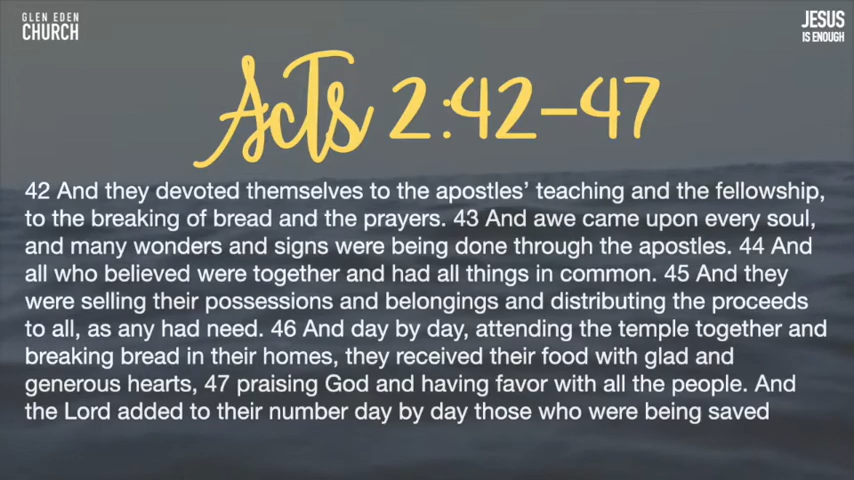 GLEN EDEN
CHURCH
JESUS
IS ENOUGH
Acts 2:42-47
42 And they devoted themselves to the apostles’ teaching and the fellowship,
to the breaking of bread and the prayers. 43 And awe came upon every soul,
and many wonders and signs were being done through the apostles. 44 And
all who believed were together and had all things in common. 45 And they
were selling their possessions and belongings and distributing the proceeds
to all, as any had need. 46 And day by day, attending the temple together and
breaking bread in their homes, they received their food with glad and
generous hearts, 47 praising God and having favor with all the people. And
the Lord added to their number day by day those who were being saved